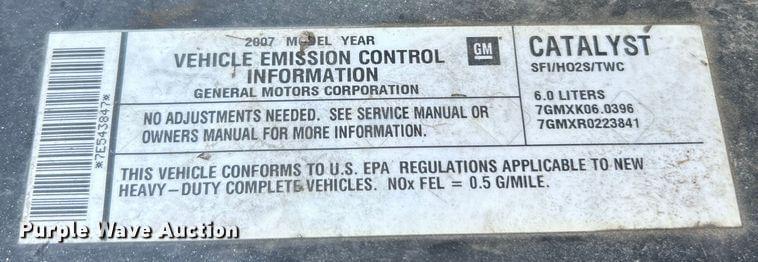 2007 MODEL YEAR
VEHICLE EMISSION CONTROL
INFORMATION
GENERAL MOTORS CORPORATION
GM
CATALYST
SFI/HO2S/TWC
6.0 LITERS
7GMXK06.0396
7GMXR0223841
NO ADJUSTMENTS NEEDED. SEE SERVICE MANUAL OR
OWNERS MANUAL FOR MORE INFORMATION.
THIS VEHICLE CONFORMS TO U.S. EPA REGULATIONS APPLICABLE TO NEW
HEAVY-DUTY COMPLETE VEHICLES. NOx FEL = 0.5 G/MILE.
*7E543847*
Purple Wave Auction